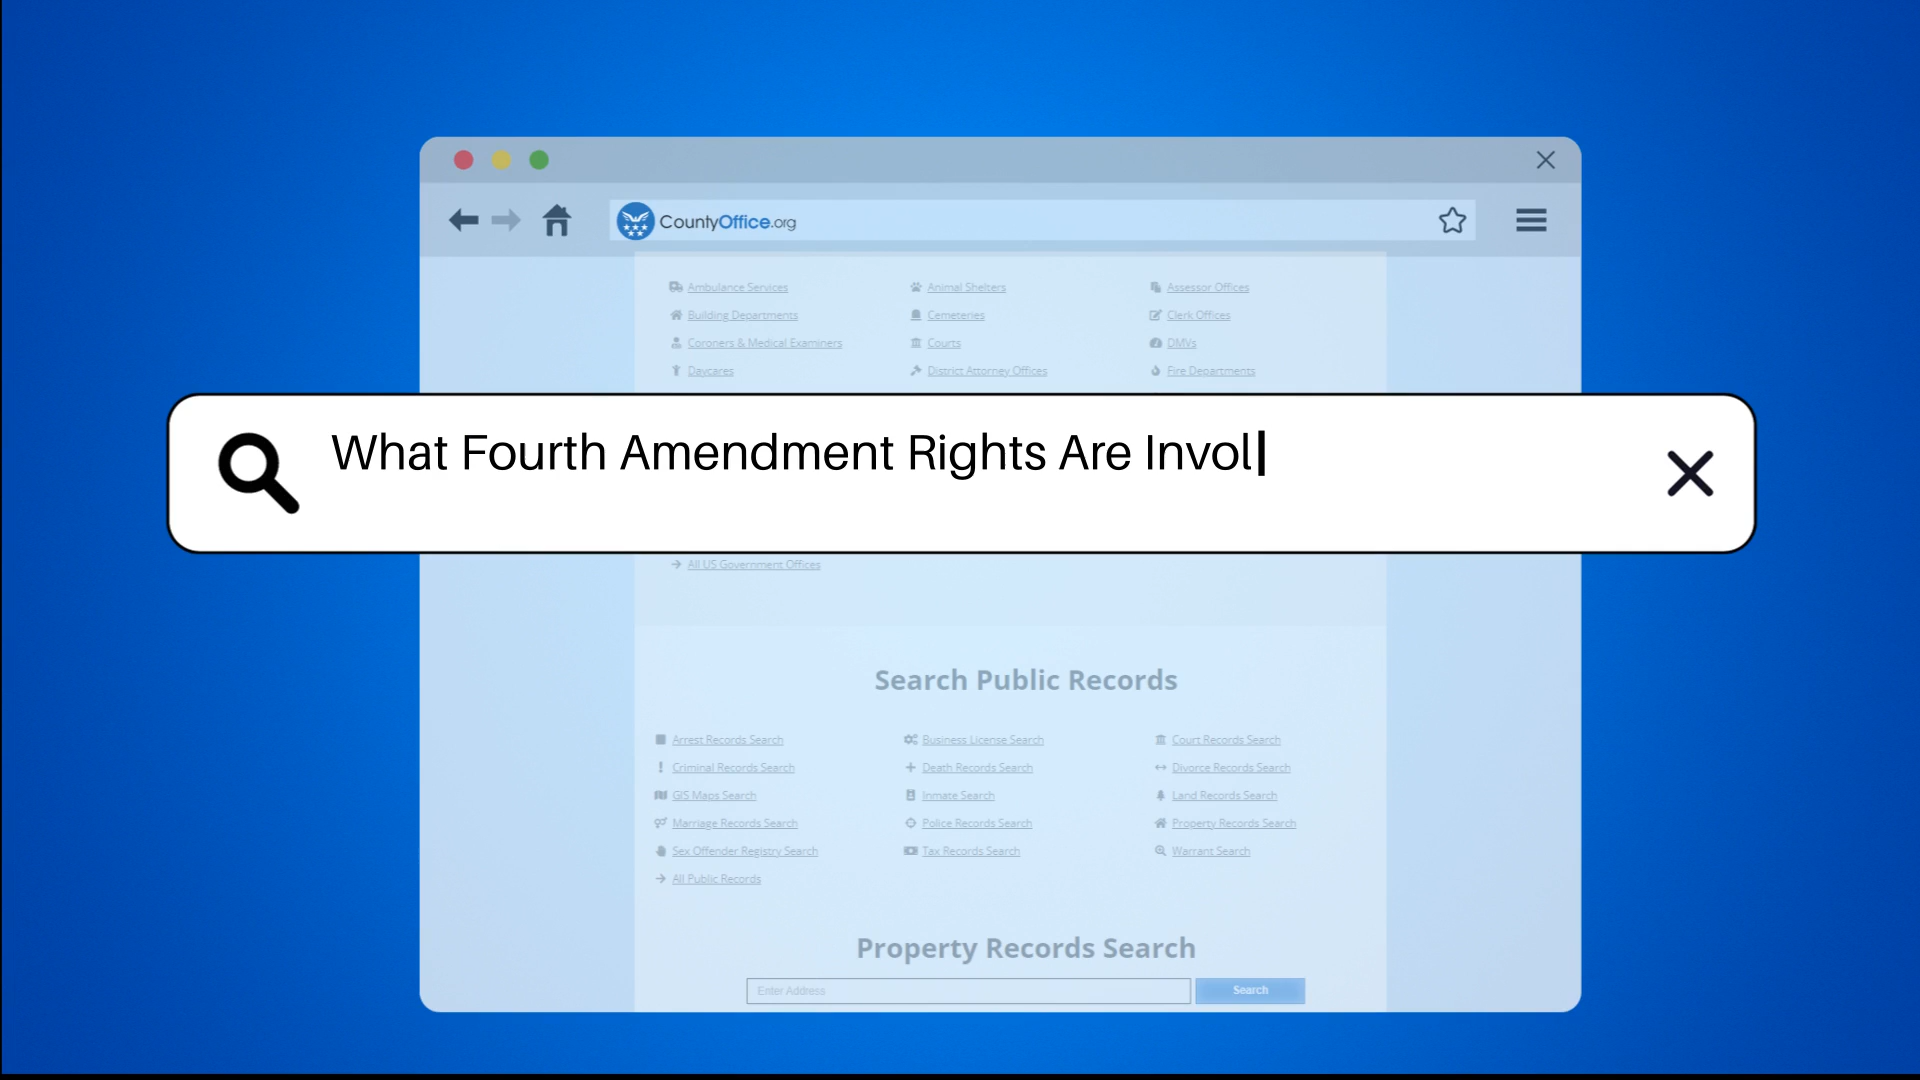 CountyOffice.org
Ambulance Services Animal Shelters Assessor Offices
Building Departments Cemeteries Clerk Offices
Coroners & Medical Examiners Courts DMVs
Daycares District Attorney Offices Fire Departments
What Fourth Amendment Rights Are Invol
All US Government Offices
Search Public Records
Arrest Records Search Business License Search Court Records Search
Criminal Records Search Death Records Search Divorce Records Search
GIS Maps Search Inmate Search Land Records Search
Marriage Records Search Police Records Search Property Records Search
Sex Offender Registry Search Tax Records Search Warrant Search
All Public Records
Property Records Search
Enter Address Search